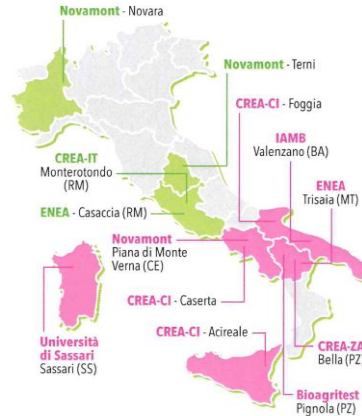 Novamont - Novara
Novamont - Terni
CREA-CI - Foggia
IAMB
Valenzano (BA)
CREA-IT
Monterotondo
(RM)
ENEA
Trisaia (MT)
ENEA - Casaccia (RM)
Novamont
Piana di Monte
Verna (CE)
CREA-CI - Caserta
CREA-CI - Acireale
Università
di Sassari
Sassari (SS)
CREA-ZA
Bella (PZ)
Bioagritest
Pignola (PZ)